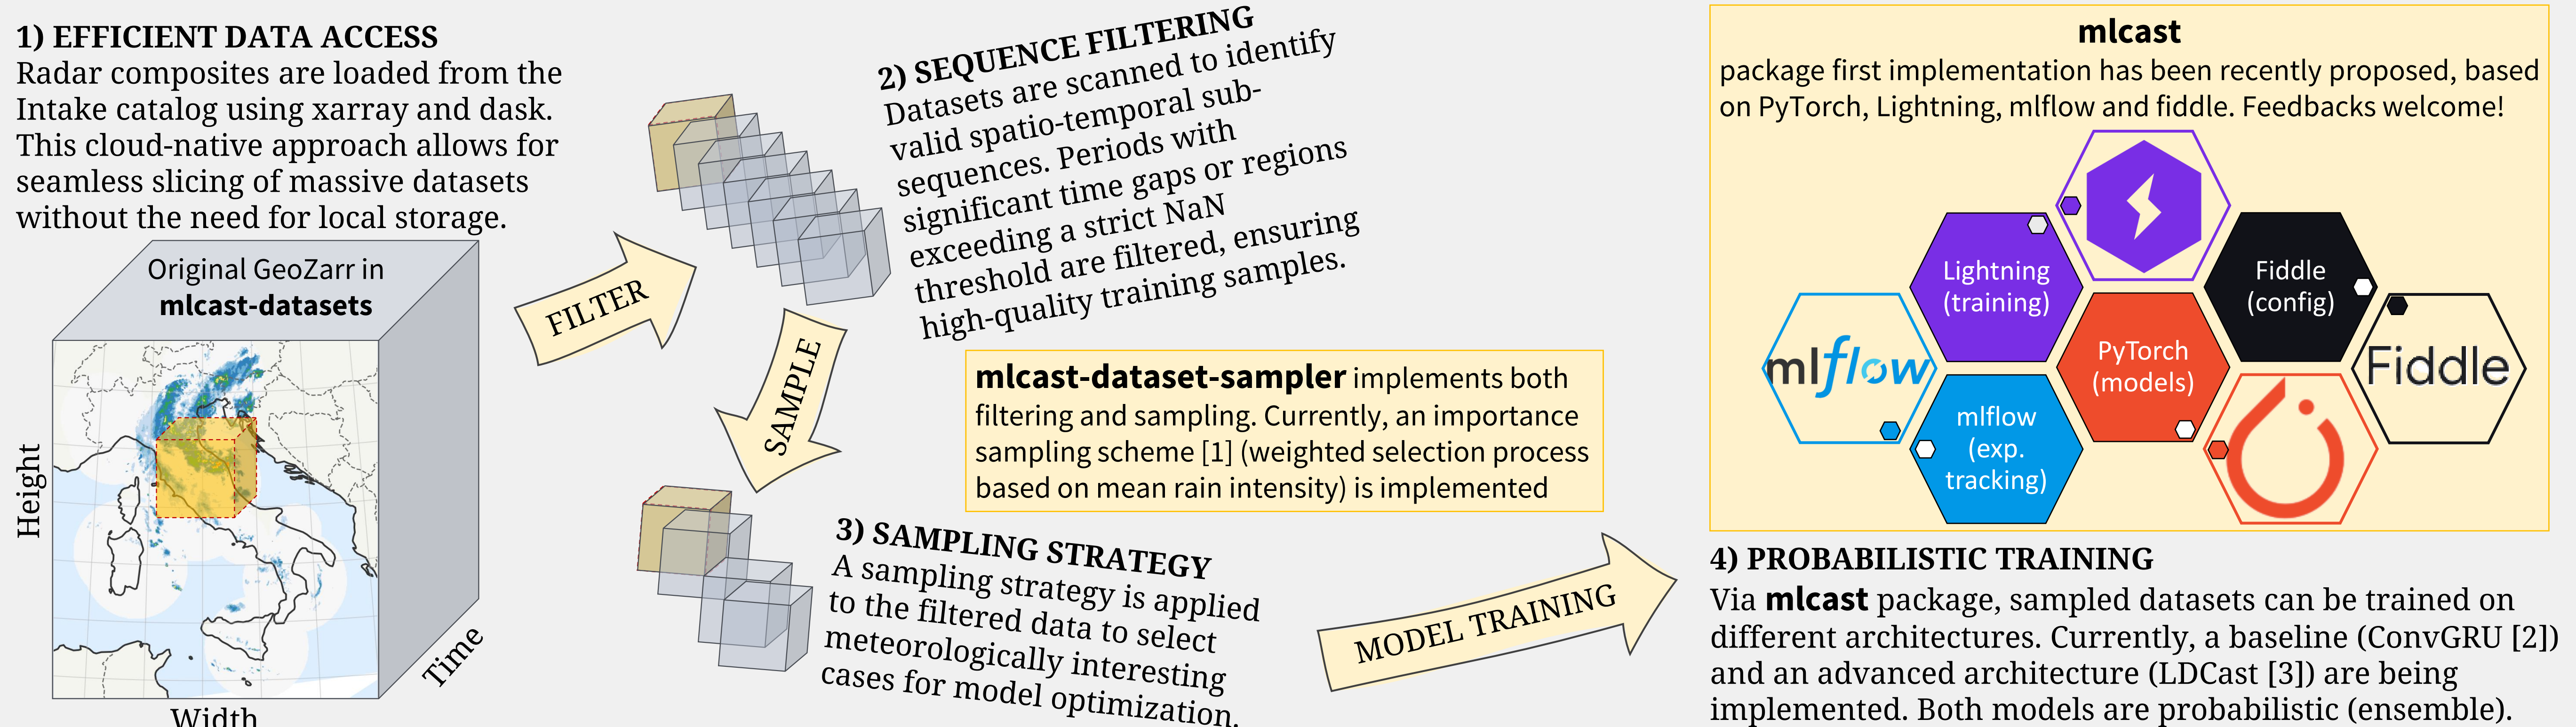 1) EFFICIENT DATA ACCESS
Radar composites are loaded from the
Intake catalog using xarray and dask.
This cloud-native approach allows for
seamless slicing of massive datasets
without the need for local storage.
Original GeoZarr in
mlcast-datasets
Height
Width
Time
FILTER
2) SEQUENCE FILTERING
Datasets are scanned to identify
valid spatio-temporal sub-
sequences. Periods with
significant time gaps or regions
exceeding a strict NaN
threshold are filtered, ensuring
high-quality training samples.
SAMPLE
mlcast-dataset-sampler implements both
filtering and sampling. Currently, an importance
sampling scheme [1] (weighted selection process
based on mean rain intensity) is implemented
3) SAMPLING STRATEGY
A sampling strategy is applied
to the filtered data to select
meteorologically interesting
cases for model optimization.
MODEL TRAINING
mlcast
package first implementation has been recently proposed, based
on PyTorch, Lightning, mlflow and fiddle. Feedbacks welcome!
Lightning
(training)
Fiddle
(config)
mlflow
PyTorch
(models)
Fiddle
mlflow
(exp.
tracking)
4) PROBABILISTIC TRAINING
Via mlcast package, sampled datasets can be trained on
different architectures. Currently, a baseline (ConvGRU [2])
and an advanced architecture (LDCast [3]) are being
implemented. Both models are probabilistic (ensemble).